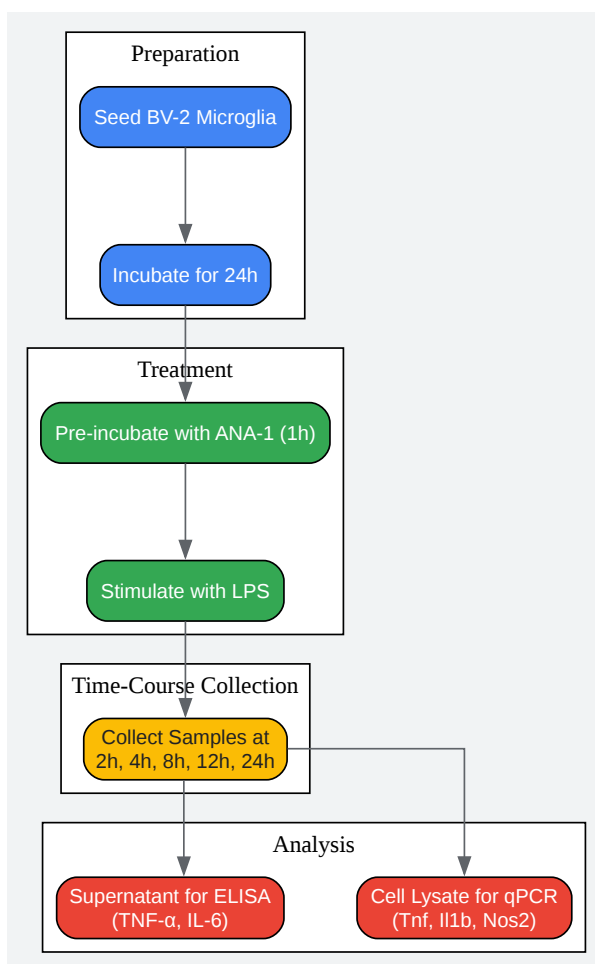 Preparation
Seed BV-2 Microglia
Incubate for 24h
Treatment
Pre-incubate with ANA-1 (1h)
Stimulate with LPS
Time-Course Collection
Collect Samples at
2h, 4h, 8h, 12h, 24h
Analysis
Supernatant for ELISA
(TNF-α, IL-6)
Cell Lysate for qPCR
(Tnf, Il1b, Nos2)